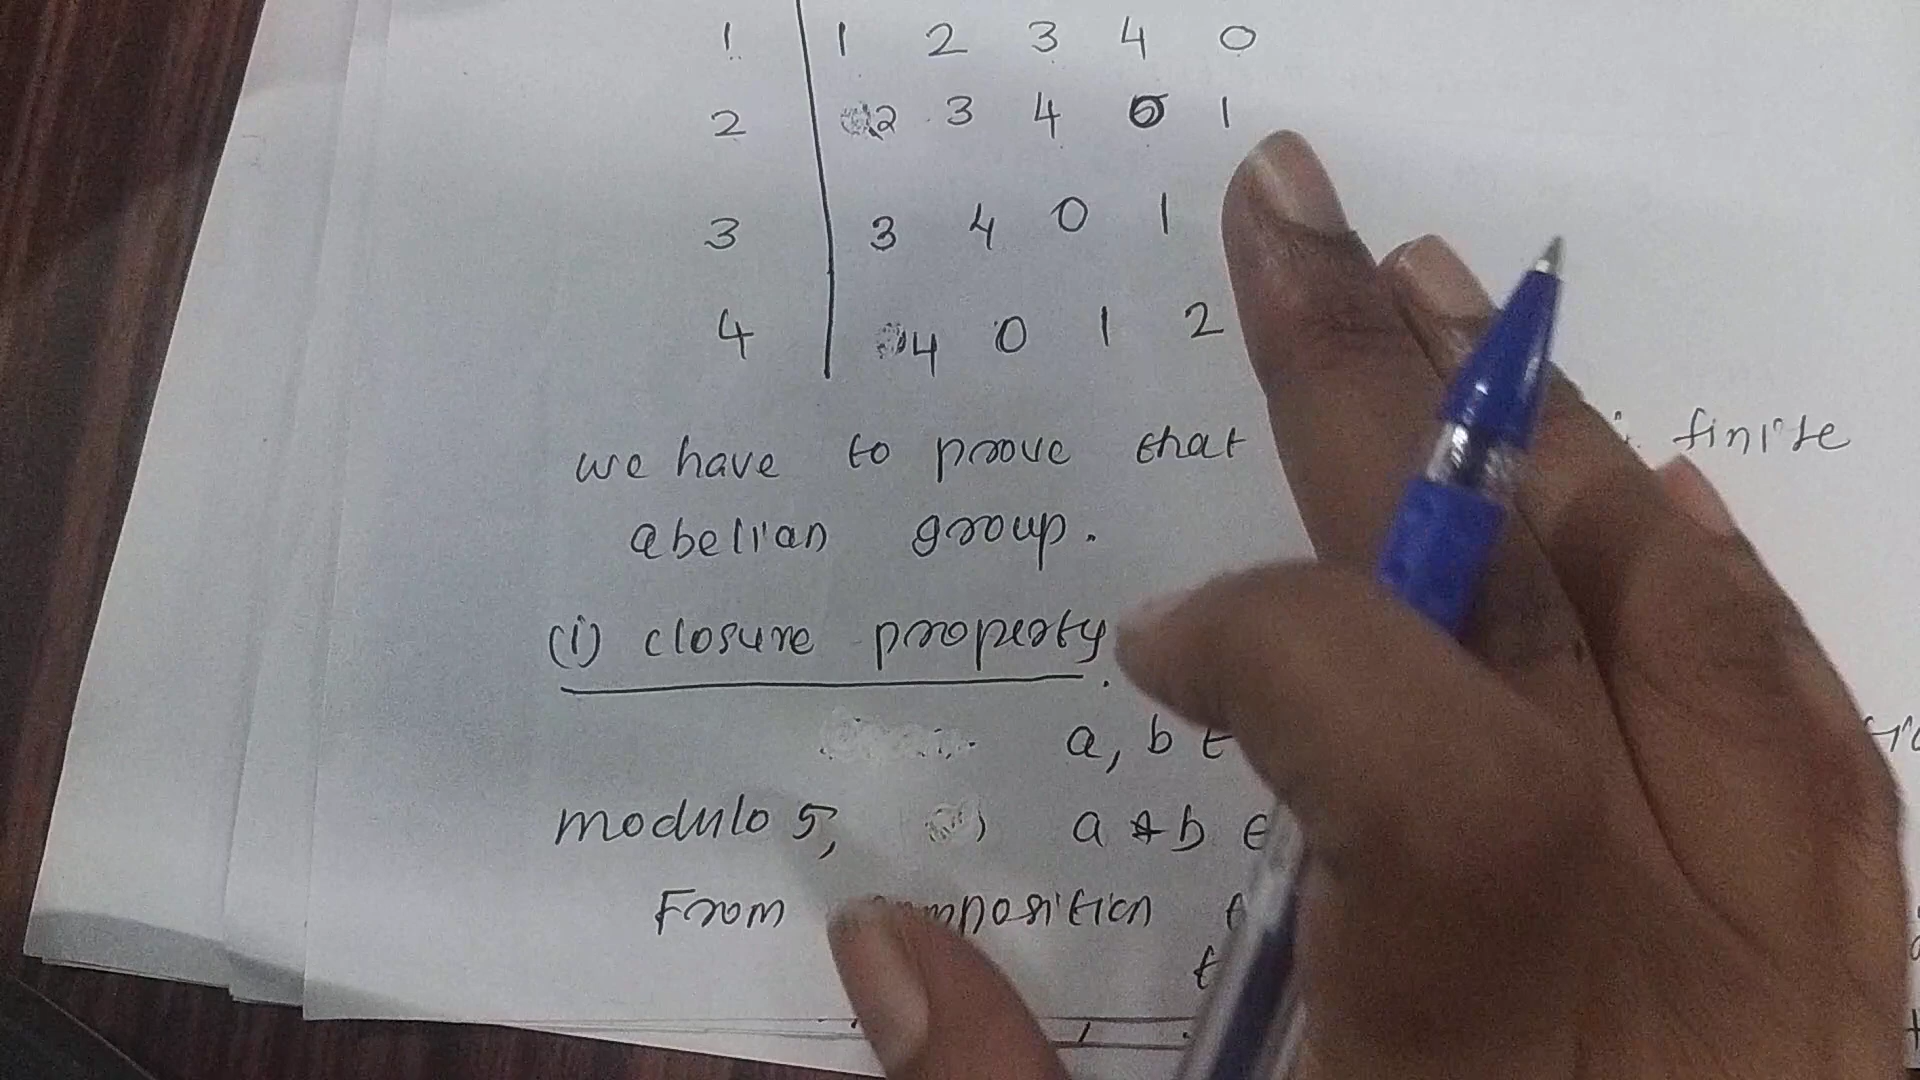 1 1 2 3 4 0
2 2 3 4 0 1
3 3 4 0 1
4 4 0 1 2
we have to prove that finite
abelian group.
(i) closure property.
a, b
modulo 5, a * b ∈
From